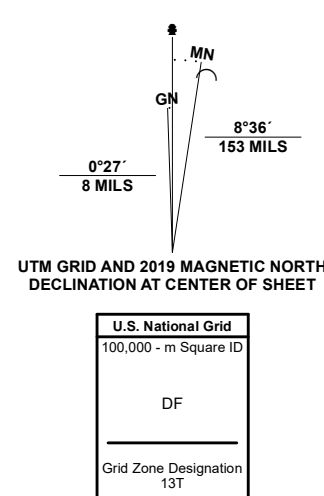 MN
GN
8°36´
153 MILS
0°27´
8 MILS
UTM GRID AND 2019 MAGNETIC NORTH
DECLINATION AT CENTER OF SHEET
U.S. National Grid
100,000 - m Square ID
DF
Grid Zone Designation
13T